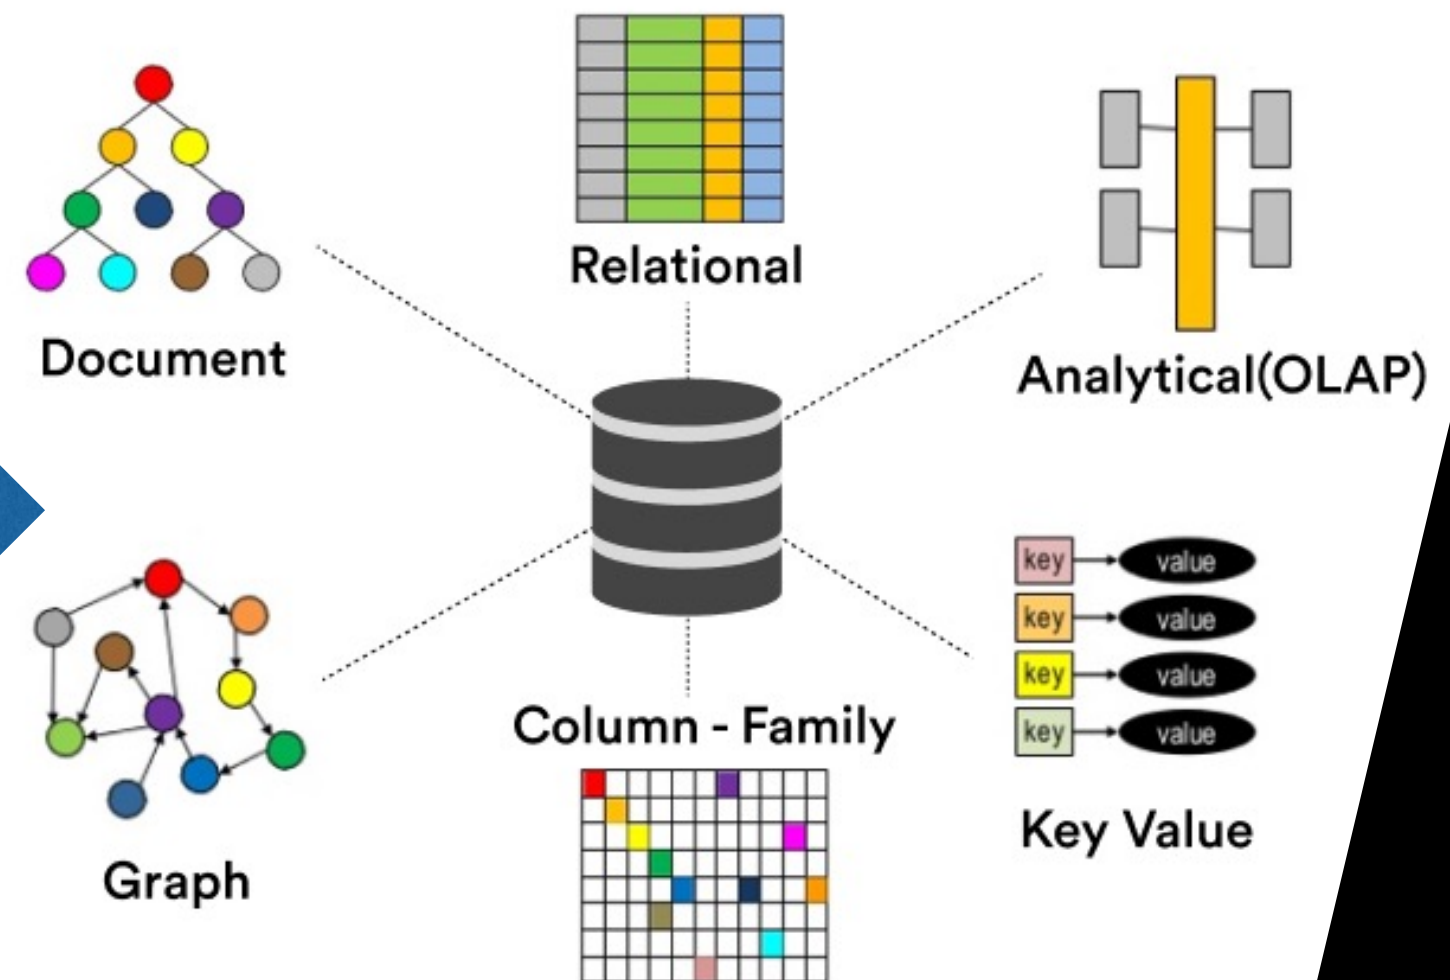 Relational
Document
Analytical(OLAP)
key value
key value
key value
key value
Column - Family
Key Value
Graph